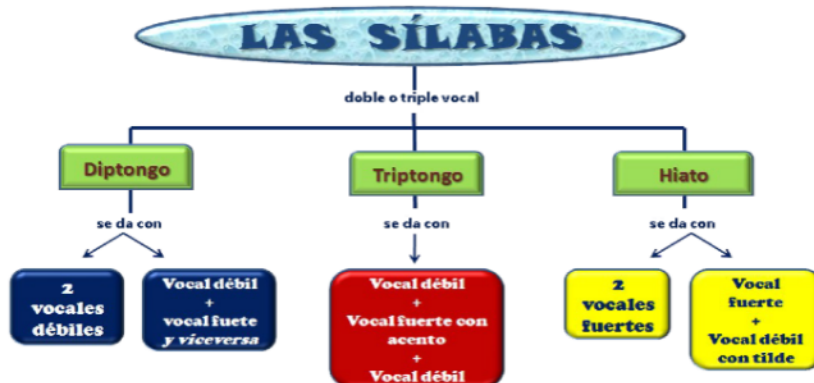 LAS SÍLABAS
doble o triple vocal
Diptongo
Triptongo
Hiato
se da con
se da con
se da con
2
vocales
débiles
Vocal débil
+
vocal fuete
y viceversa
Vocal débil
+
Vocal fuerte con
acento
+
Vocal débil
2
vocales
fuertes
Vocal
fuerte
+
Vocal débil
con tilde